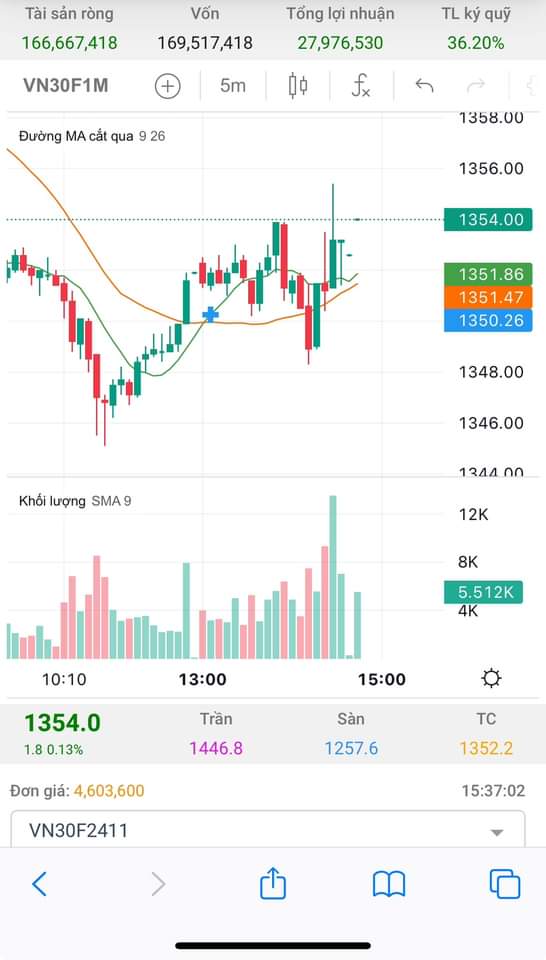 Tài sản ròng Vốn Tổng lợi nhuận TL ký quỹ
166,667,418 169,517,418 27,976,530 36.20%
VN30F1M 5m fx
1358.00
Đường MA cắt qua 9 26
1356.00
1354.00
1351.86
1351.47
1350.26
1348.00
1346.00
1344.00
Khối lượng SMA 9
12K
8K
5.512K
4K
10:10 13:00 15:00
1354.0 Trần Sàn TC
1.8 0.13% 1446.8 1257.6 1352.2
Đơn giá: 4,603,600 15:37:02
VN30F2411